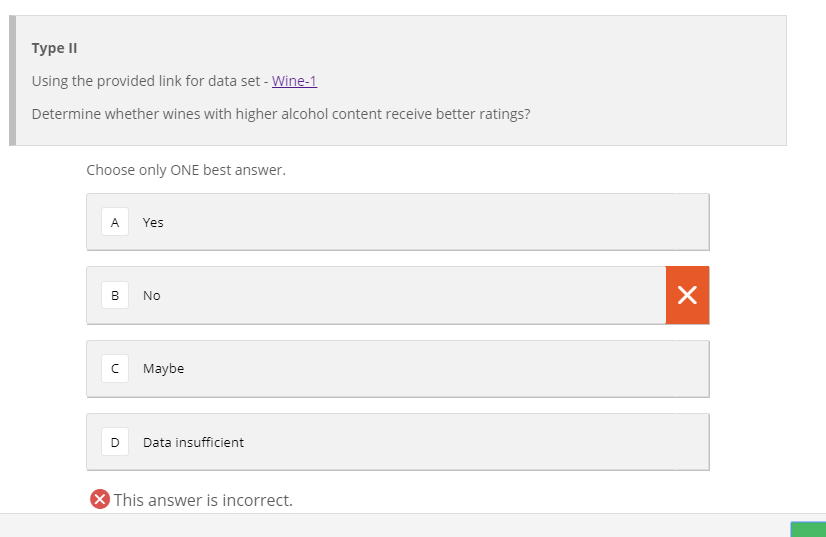 Type II
Using the provided link for data set - Wine-1
Determine whether wines with higher alcohol content receive better ratings?
Choose only ONE best answer.
A Yes
B No
C Maybe
D Data insufficient
This answer is incorrect.